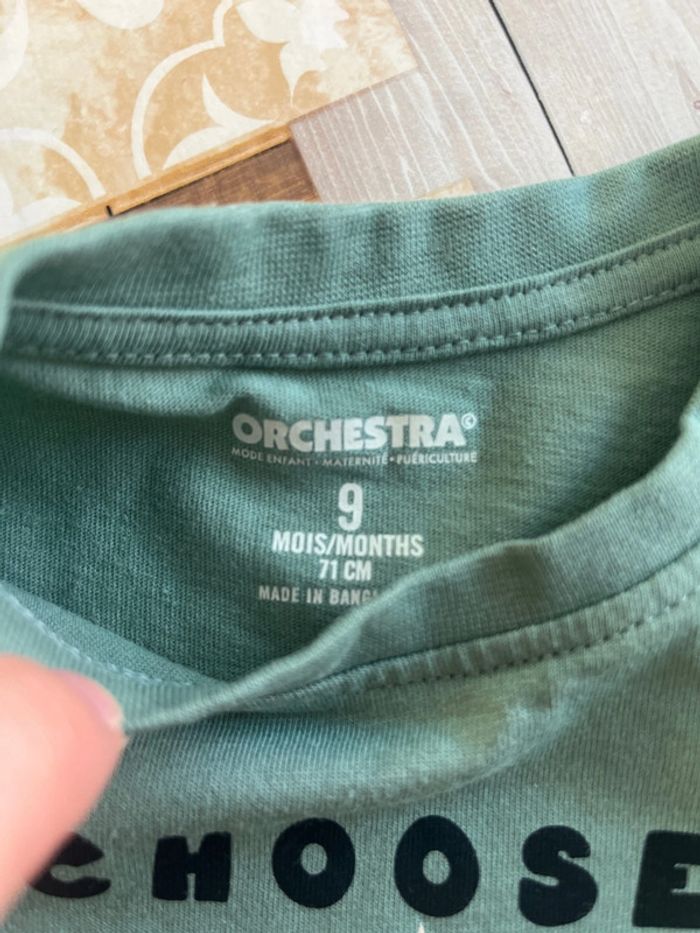 ORCHESTRA©
MODE ENFANT • MATERNITÉ • PUÉRICULTURE
9
MOIS/MONTHS
71 CM
MADE IN
CHOOSE